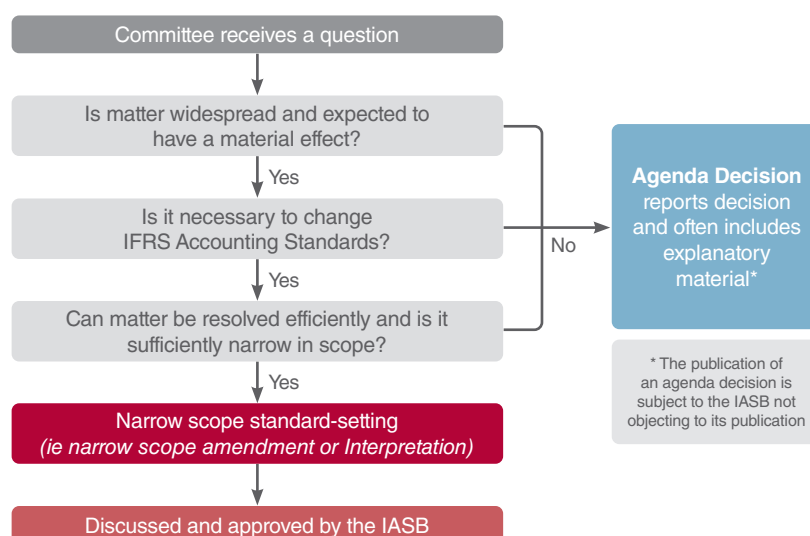 Committee receives a question
Is matter widespread and expected to
have a material effect?
Yes
Is it necessary to change
IFRS Accounting Standards?
Yes
Can matter be resolved efficiently and is it
sufficiently narrow in scope?
Yes
Narrow scope standard-setting
(ie narrow scope amendment or Interpretation)
Discussed and approved by the IASB
No
Agenda Decision
reports decision
and often includes
explanatory
material*
* The publication of
an agenda decision is
subject to the IASB not
objecting to its publication